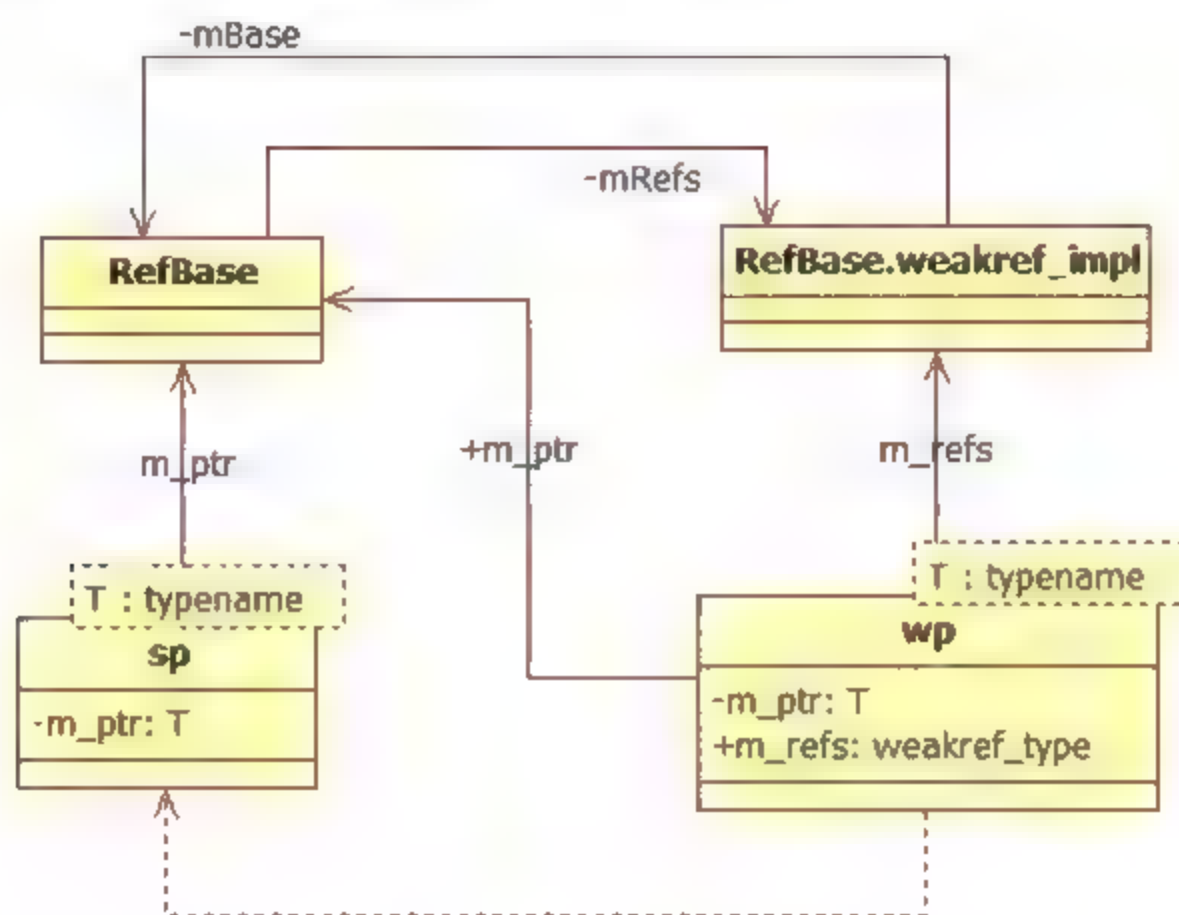 -mBase
-mRefs
RefBase
RefBase.weakref_impl
m_ptr
+m_ptr
m_refs
T : typename
sp
-m_ptr: T
T : typename
wp
-m_ptr: T
+m_refs: weakref_type